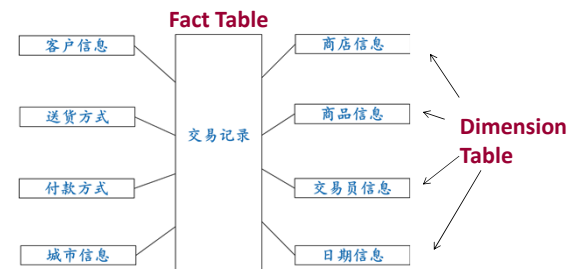 Fact Table
客户信息
送货方式
付款方式
城市信息
交易记录
商店信息
商品信息
交易员信息
日期信息
Dimension
Table